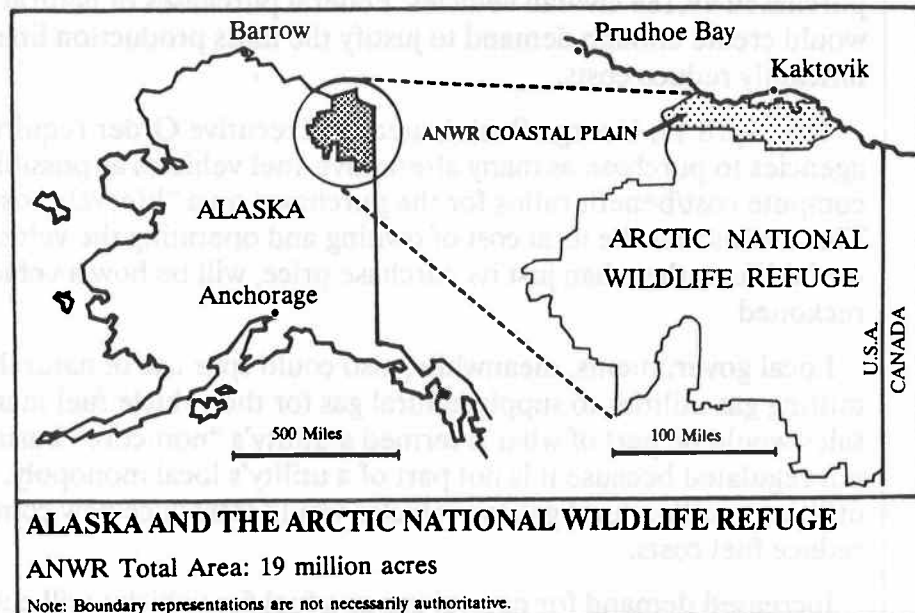 Barrow
Prudhoe Bay
Kaktovik
ANWR COASTAL PLAIN
ALASKA
ARCTIC NATIONAL
WILDLIFE REFUGE
Anchorage
U.S.A.
CANADA
500 Miles
100 Miles
ALASKA AND THE ARCTIC NATIONAL WILDLIFE REFUGE
ANWR Total Area: 19 million acres
Note: Boundary representations are not necessarily authoritative.